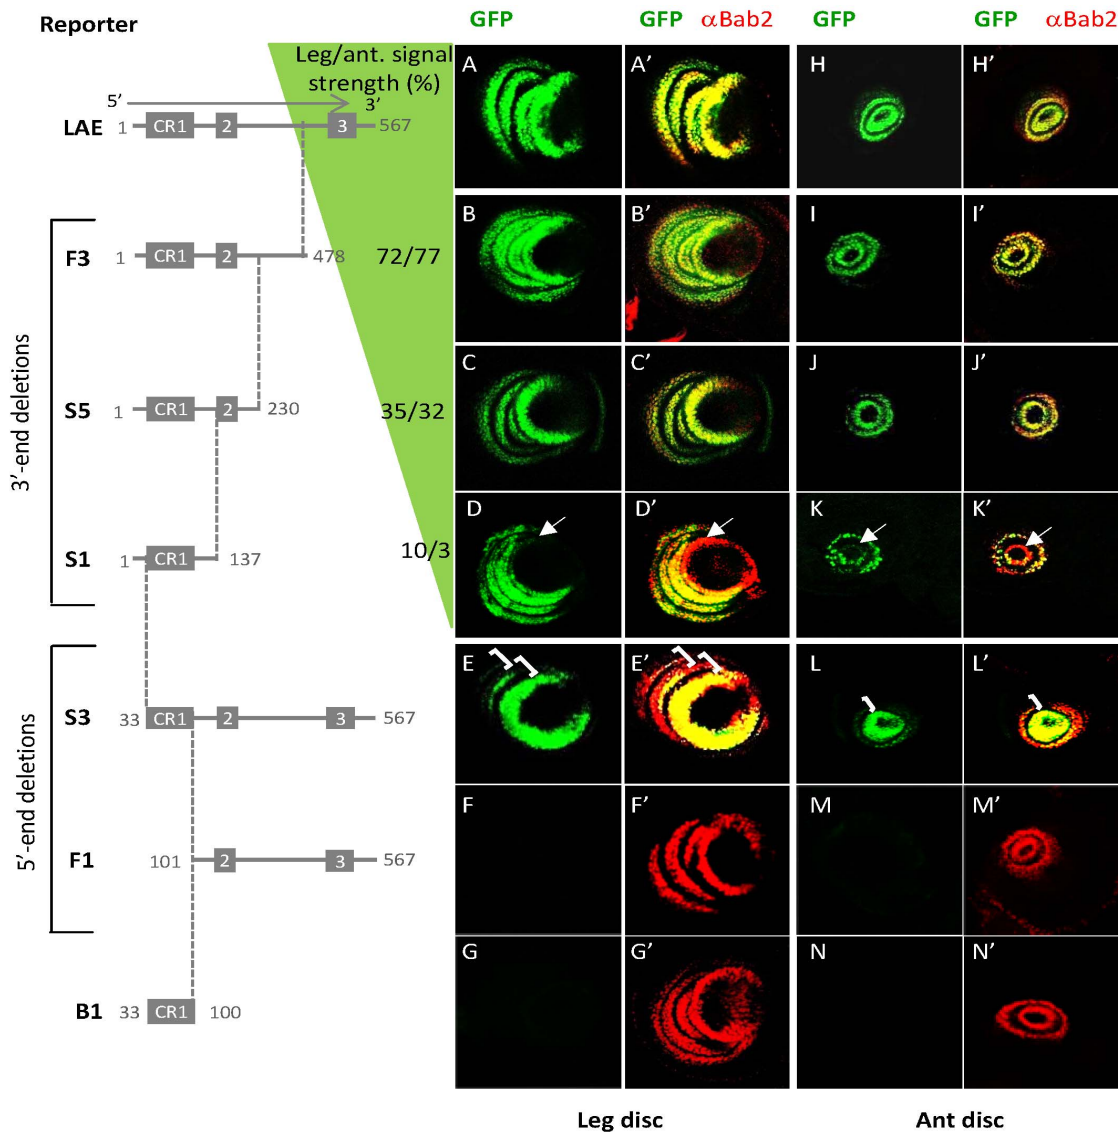 Reporter
GFP
GFP αBab2
GFP
GFP αBab2
Leg/ant. signal
strength (%)
5’
3’
LAE 1 CR1 2 3 567
A
A’
H
H’
3’-end deletions
F3 1 CR1 2 478 72/77
B
B’
I
I’
S5 1 CR1 2 230 35/32
C
C’
J
J’
S1 1 CR1 137 10/3
D
D’
K
K’
5’-end deletions
S3 33 CR1 2 3 567
E
E’
L
L’
F1 101 2 3 567
F
F’
M
M’
B1 33 CR1 100
G
G’
N
N’
Leg disc
Ant disc